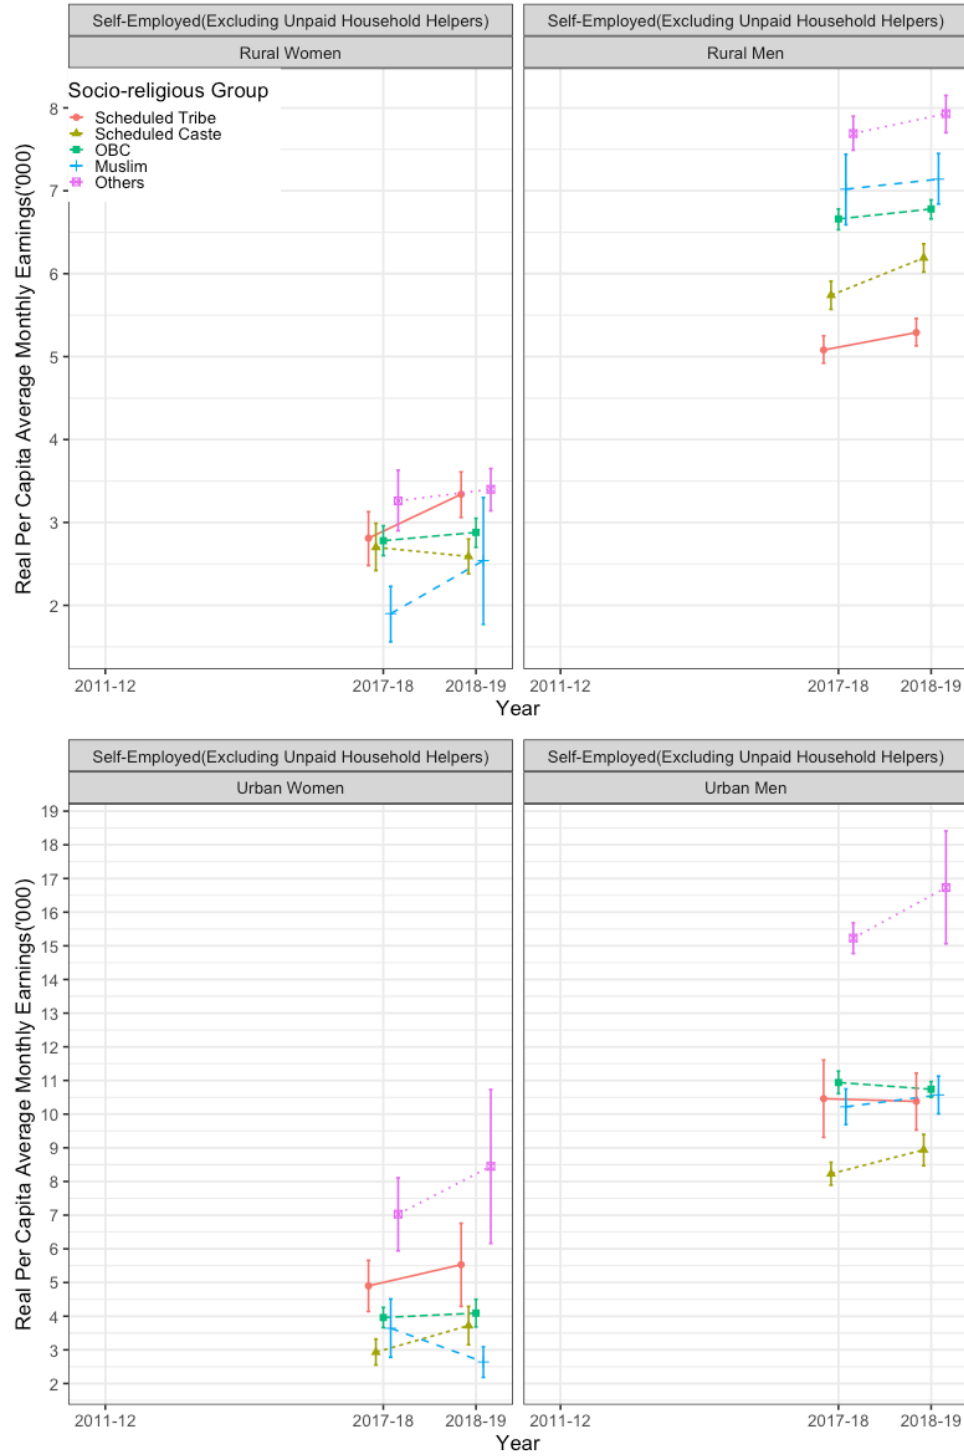 Self-Employed(Excluding Unpaid Household Helpers)
Self-Employed(Excluding Unpaid Household Helpers)
Rural Women
Rural Men
Socio-religious Group
Scheduled Tribe
Scheduled Caste
OBC
Muslim
Others
Real Per Capita Average Monthly Earnings('000)
8
7
6
5
4
3
2
2011-12
2017-18
2018-19
2011-12
2017-18
2018-19
Year
Self-Employed(Excluding Unpaid Household Helpers)
Self-Employed(Excluding Unpaid Household Helpers)
Urban Women
Urban Men
Real Per Capita Average Monthly Earnings('000)
19
18
17
16
15
14
13
12
11
10
9
8
7
6
5
4
3
2
2011-12
2017-18
2018-19
2011-12
2017-18
2018-19
Year